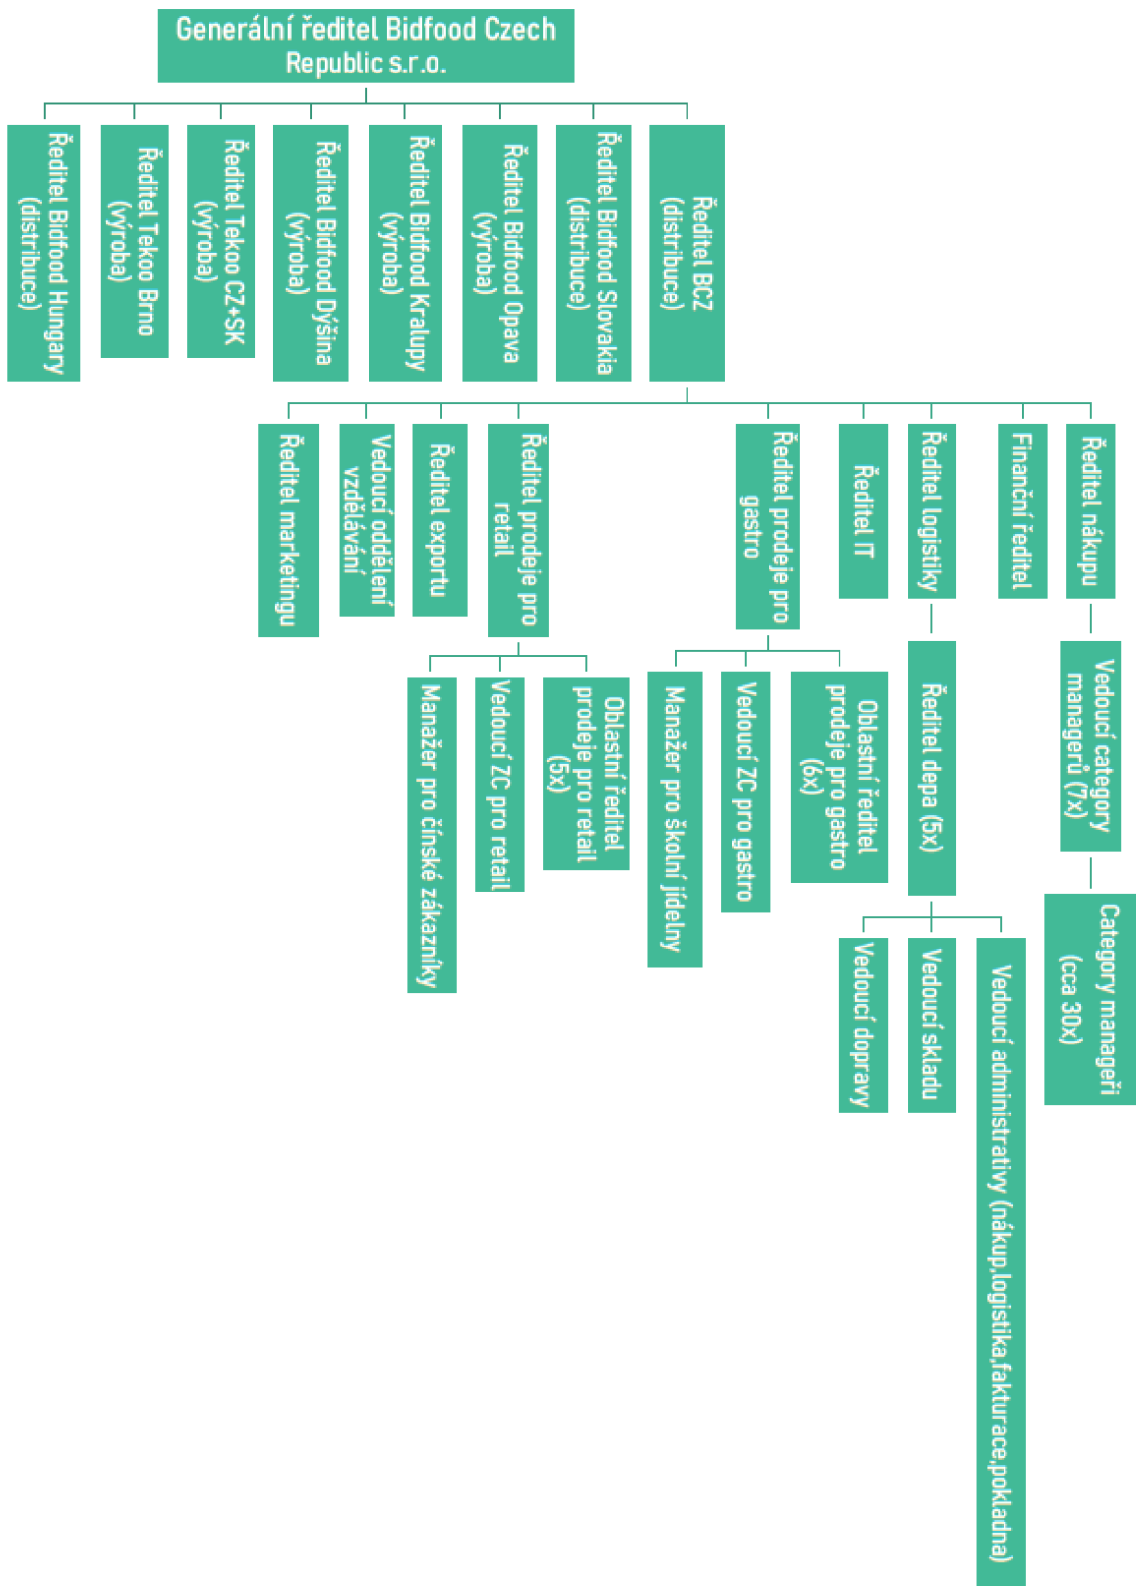 Generální ředitel Bidfood Czech
Republic s.r.o.
Ředitel Bidfood Hungary
(distribuce)
Ředitel Tekoo Brno
(výroba)
Ředitel Tekoo CZ+SK
(výroba)
Ředitel Bidfood Dýšina
(výroba)
Ředitel Bidfood Kralupy
(výroba)
Ředitel Bidfood Opava
(výroba)
Ředitel Bidfood Slovakia
(distribuce)
Ředitel BCZ
(distribuce)
Ředitel marketingu
Vedoucí oddělení
vzdělávání
Ředitel exportu
Ředitel prodeje pro
retail
Ředitel prodeje pro
gastro
Ředitel IT
Ředitel logistiky
Finanční ředitel
Ředitel nákupu
Manažer pro čínské zákazníky
Vedoucí ZC pro retail
Oblastní ředitel
prodeje pro retail
(5x)
Manažer pro školní jídelny
Vedoucí ZC pro gastro
Oblastní ředitel
prodeje pro gastro
(6x)
Ředitel depa (5x)
Vedoucí category
managerů (7x)
Vedoucí dopravy
Vedoucí skladu
Vedoucí administrativy (nákup,logistika,fakturace,pokladna)
Category manageři
(cca 30x)